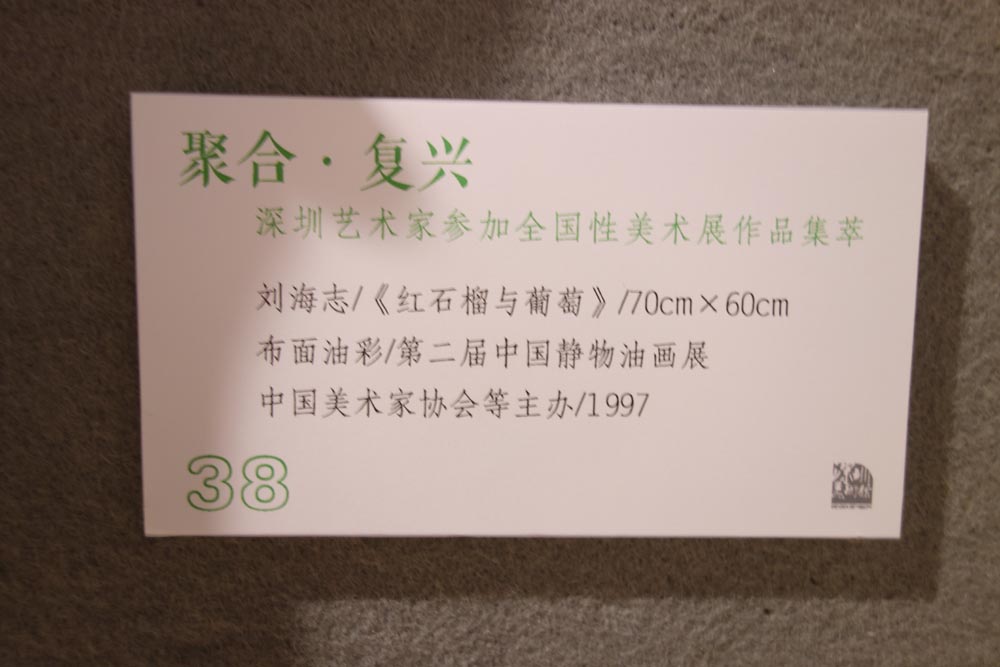 聚合·复兴
深圳艺术家参加全国性美术展作品集萃
刘海志/《红石榴与葡萄》/70cm×60cm
布面油彩/第二届中国静物油画展
中国美术家协会等主办/1997
38